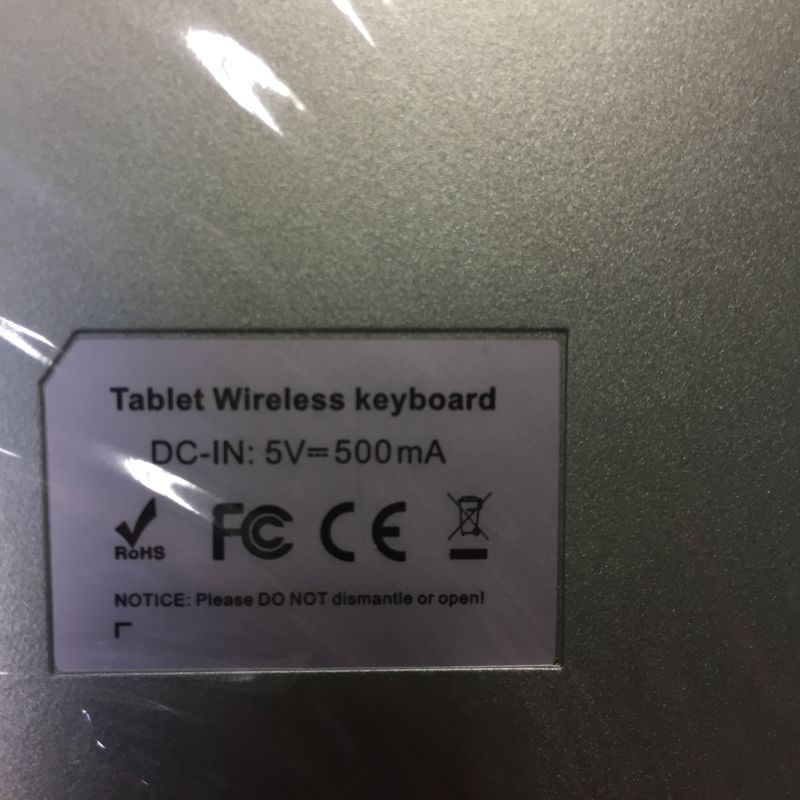 Tablet Wireless keyboard
DC-IN: 5V⎓500mA
RoHS FC CE
NOTICE: Please DO NOT dismantle or open!